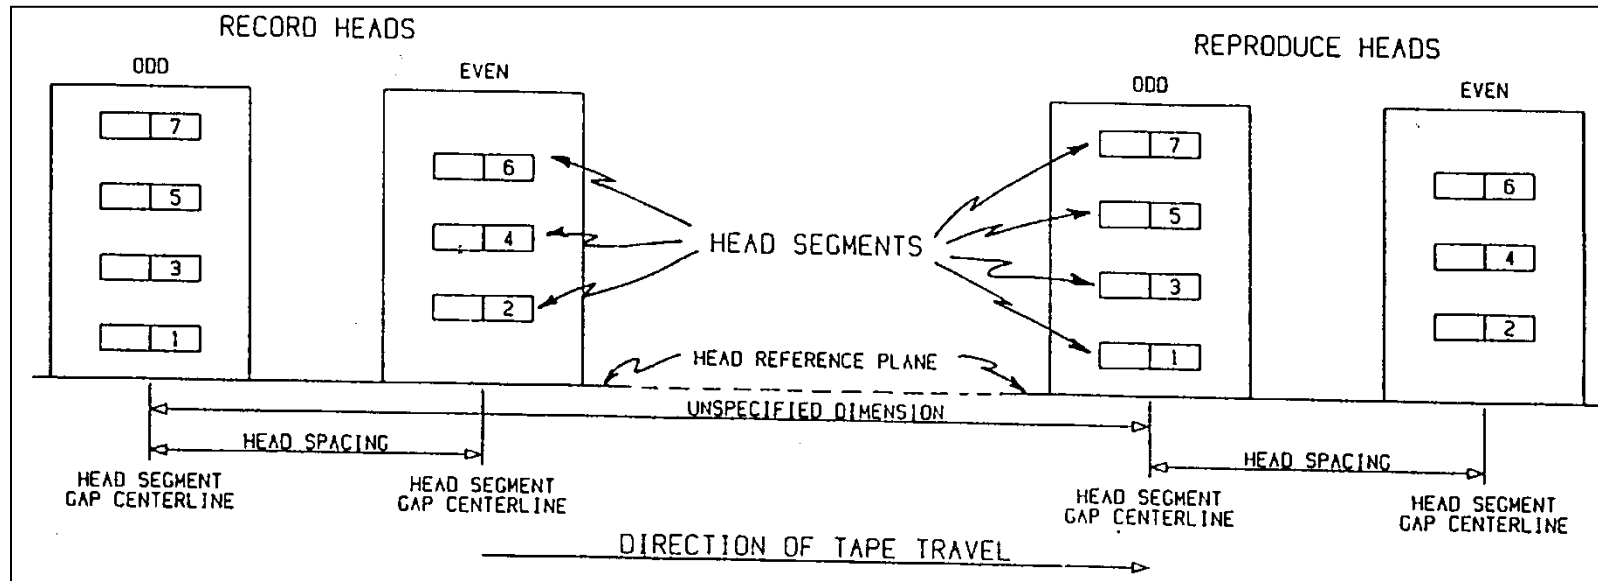 RECORD HEADS
ODD
EVEN
7
5
3
1
6
4
2
HEAD SEGMENTS
HEAD REFERENCE PLANE
UNSPECIFIED DIMENSION
HEAD SPACING
HEAD SEGMENT
GAP CENTERLINE
HEAD SEGMENT
GAP CENTERLINE
REPRODUCE HEADS
ODD
EVEN
7
5
3
1
6
4
2
HEAD SPACING
HEAD SEGMENT
GAP CENTERLINE
HEAD SEGMENT
GAP CENTERLINE
DIRECTION OF TAPE TRAVEL